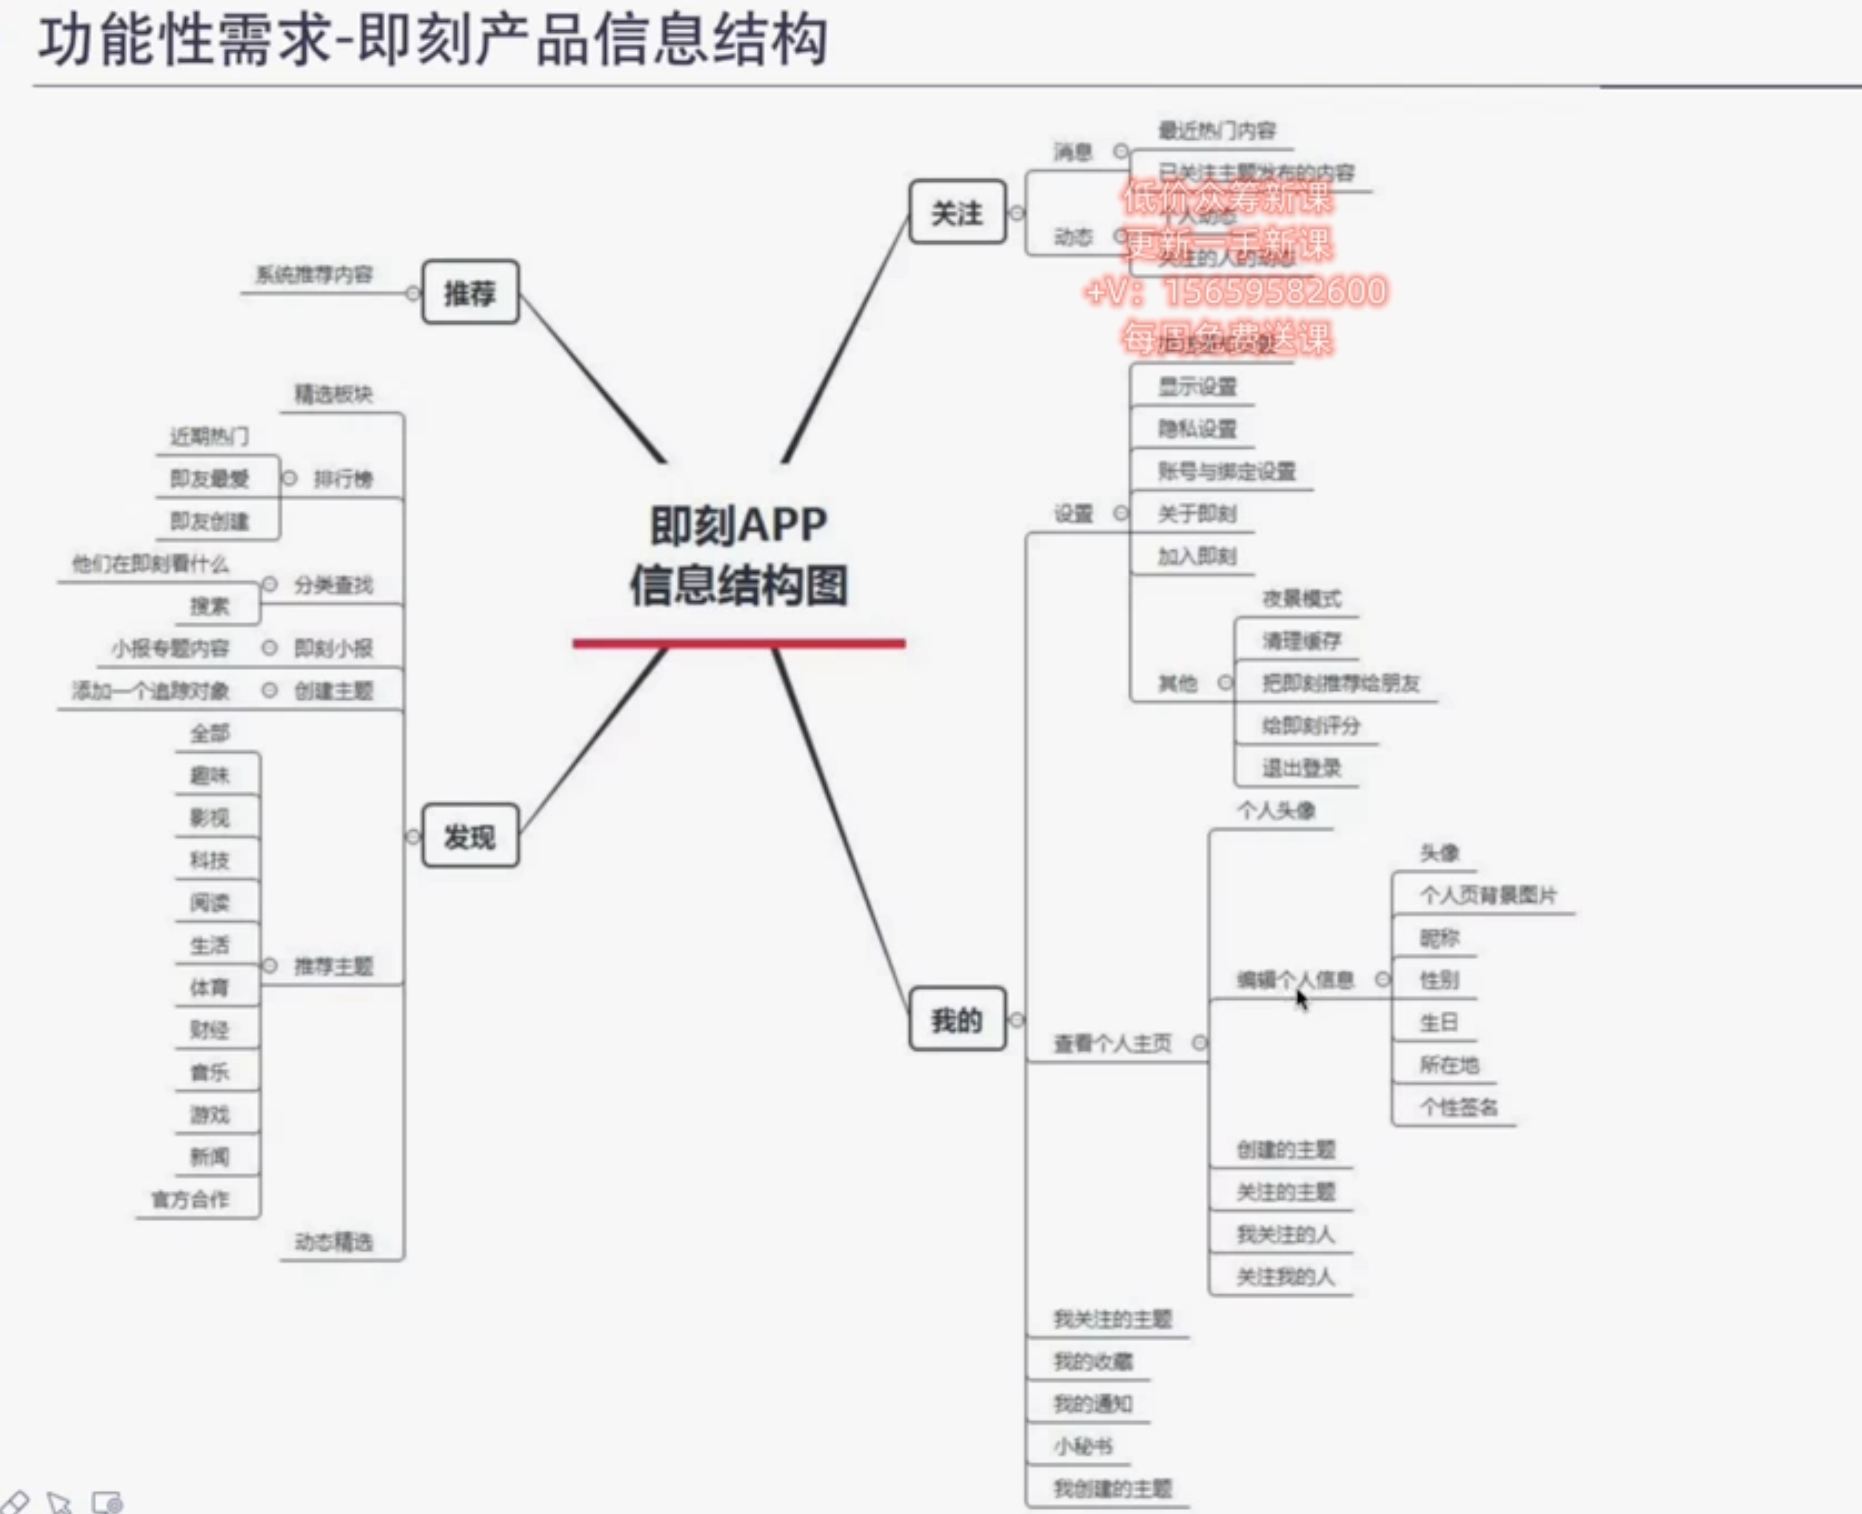 功能性需求-即刻产品信息结构
即刻APP
信息结构图
推荐
系统推荐内容
关注
消息
最近热门内容
已关注主题发布的内容
动态
个人动态
关注的人的动态
低价众筹新课
更新一手新课
+V：15659582600
每周免费送课
发现
精选板块
排行榜
近期热门
即友最爱
即友创建
分类查找
他们在即刻看什么
搜索
即刻小报
小报专题内容
创建主题
添加一个追踪对象
推荐主题
全部
趣味
影视
科技
阅读
生活
体育
财经
音乐
游戏
新闻
官方合作
动态精选
我的
设置
显示设置
隐私设置
账号与绑定设置
关于即刻
加入即刻
其他
夜景模式
清理缓存
把即刻推荐给朋友
给即刻评分
退出登录
查看个人主页
个人头像
编辑个人信息
头像
个人页背景图片
昵称
性别
生日
所在地
个性签名
创建的主题
关注的主题
我关注的人
关注我的人
我关注的主题
我的收藏
我的通知
小秘书
我创建的主题